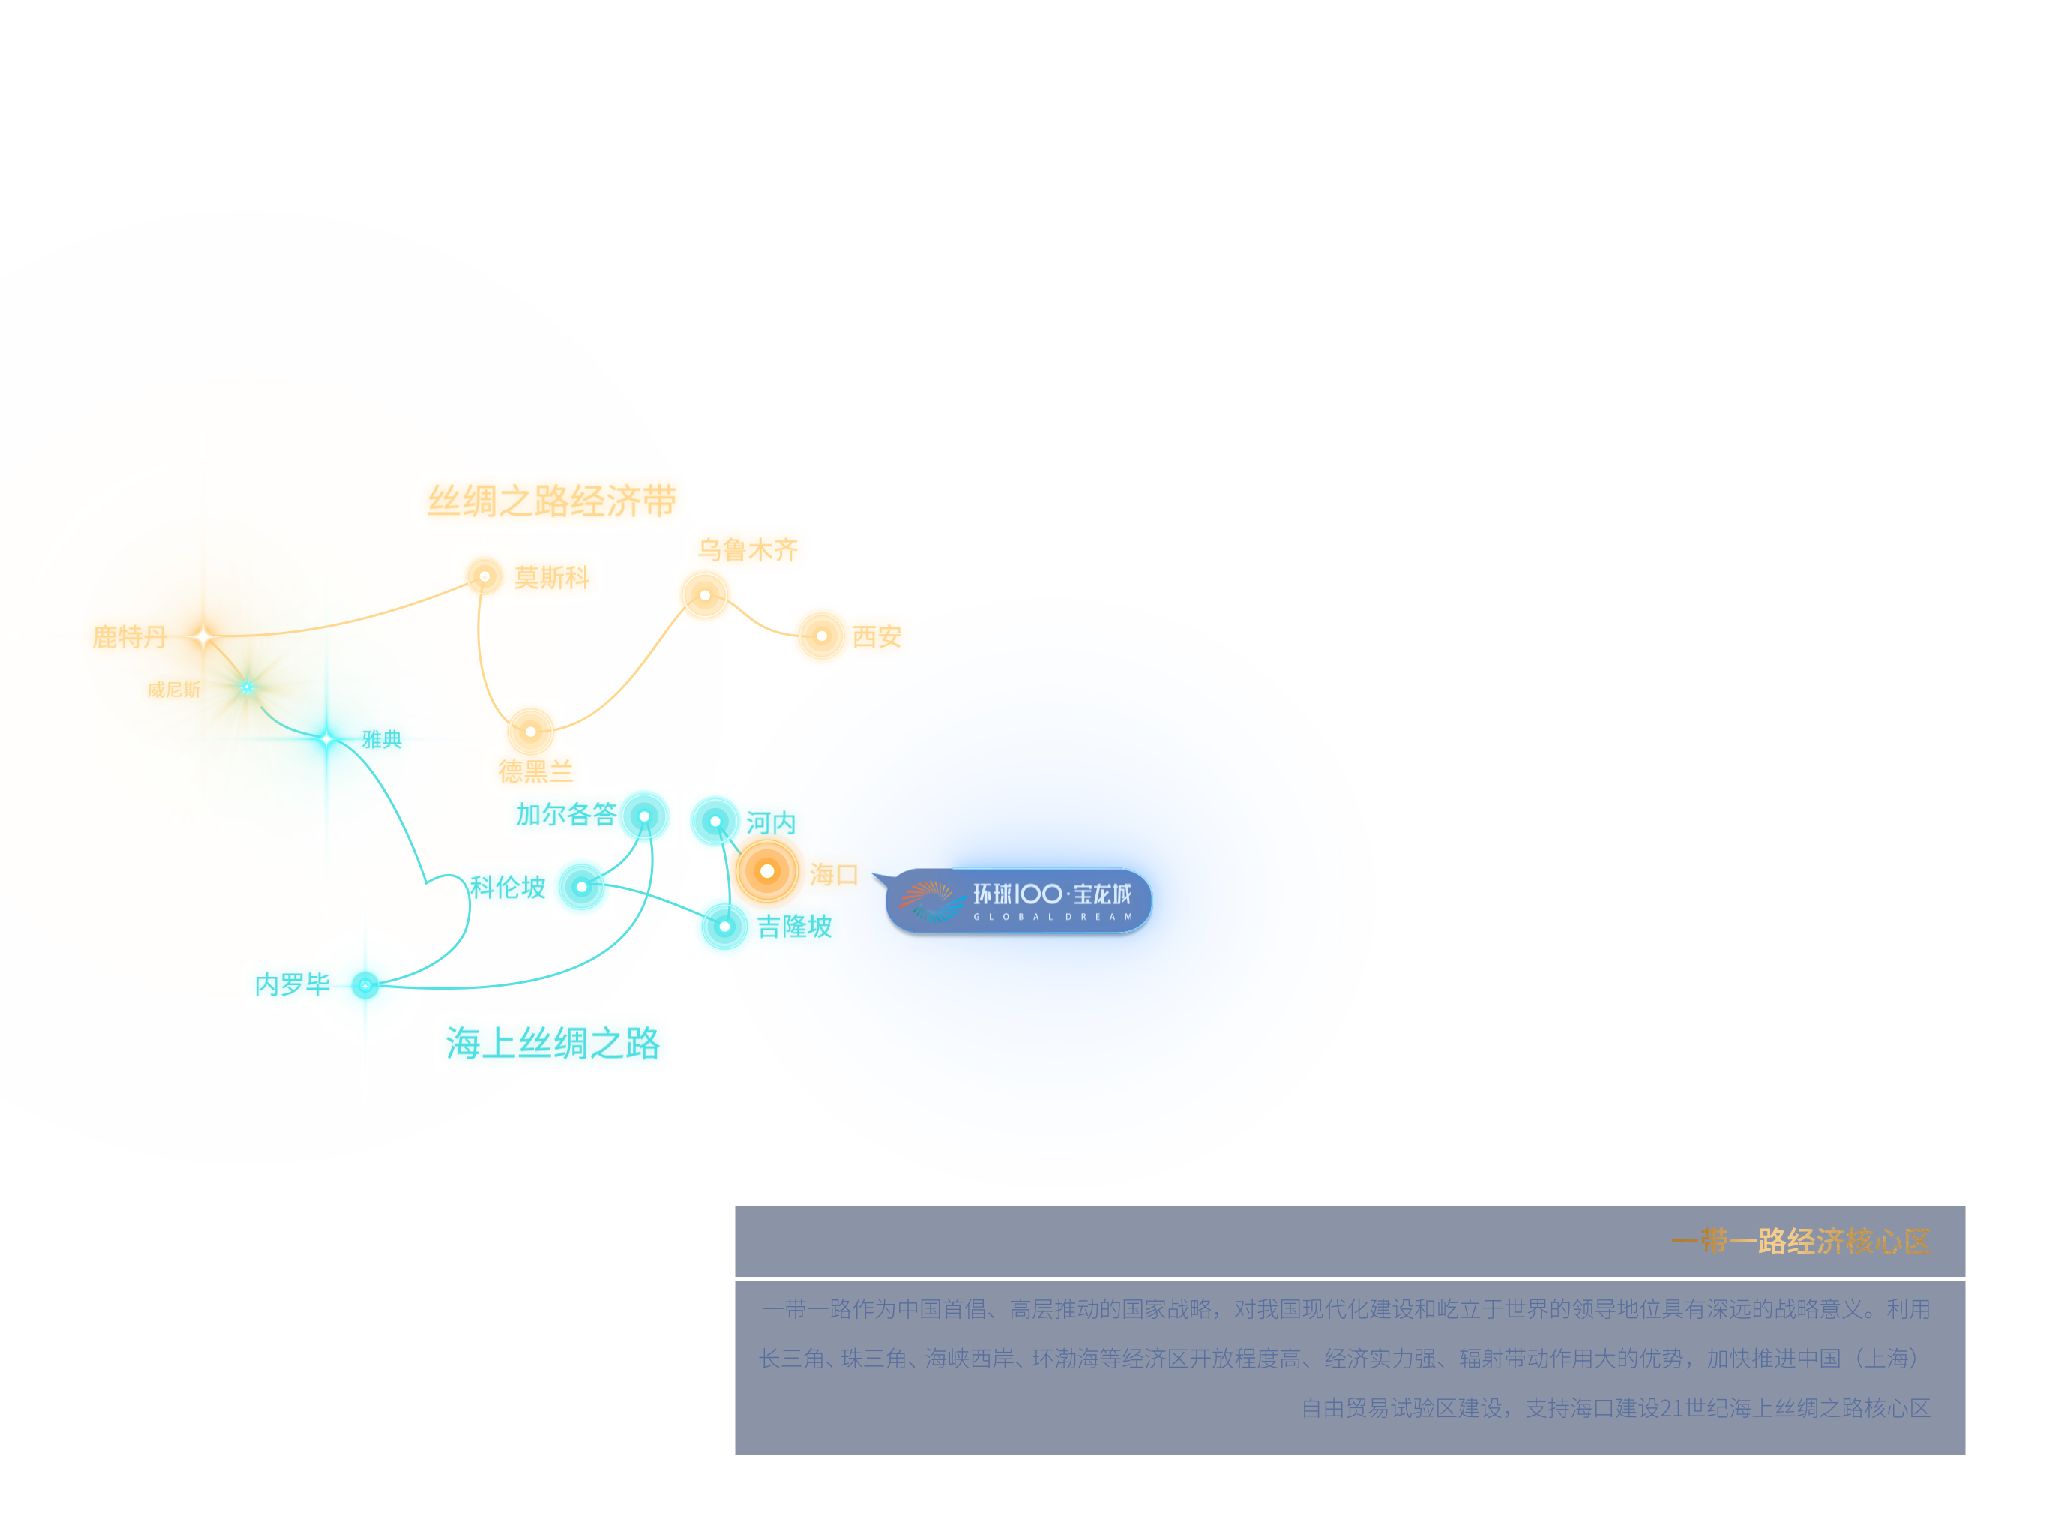 丝绸之路经济带
乌鲁木齐
莫斯科
鹿特丹
西安
威尼斯
雅典
德黑兰
加尔各答
河内
海口
科伦坡
环球100·宝龙城
GLOBAL DREAM
吉隆坡
内罗毕
海上丝绸之路
一带一路经济核心区
一带一路作为中国首倡、高层推动的国家战略，对我国现代化建设和屹立于世界的领导地位具有深远的战略意义。利用
长三角、珠三角、海峡西岸、环渤海等经济区开放程度高、经济实力强、辐射带动作用大的优势，加快推进中国（上海）
自由贸易试验区建设，支持海口建设21世纪海上丝绸之路核心区